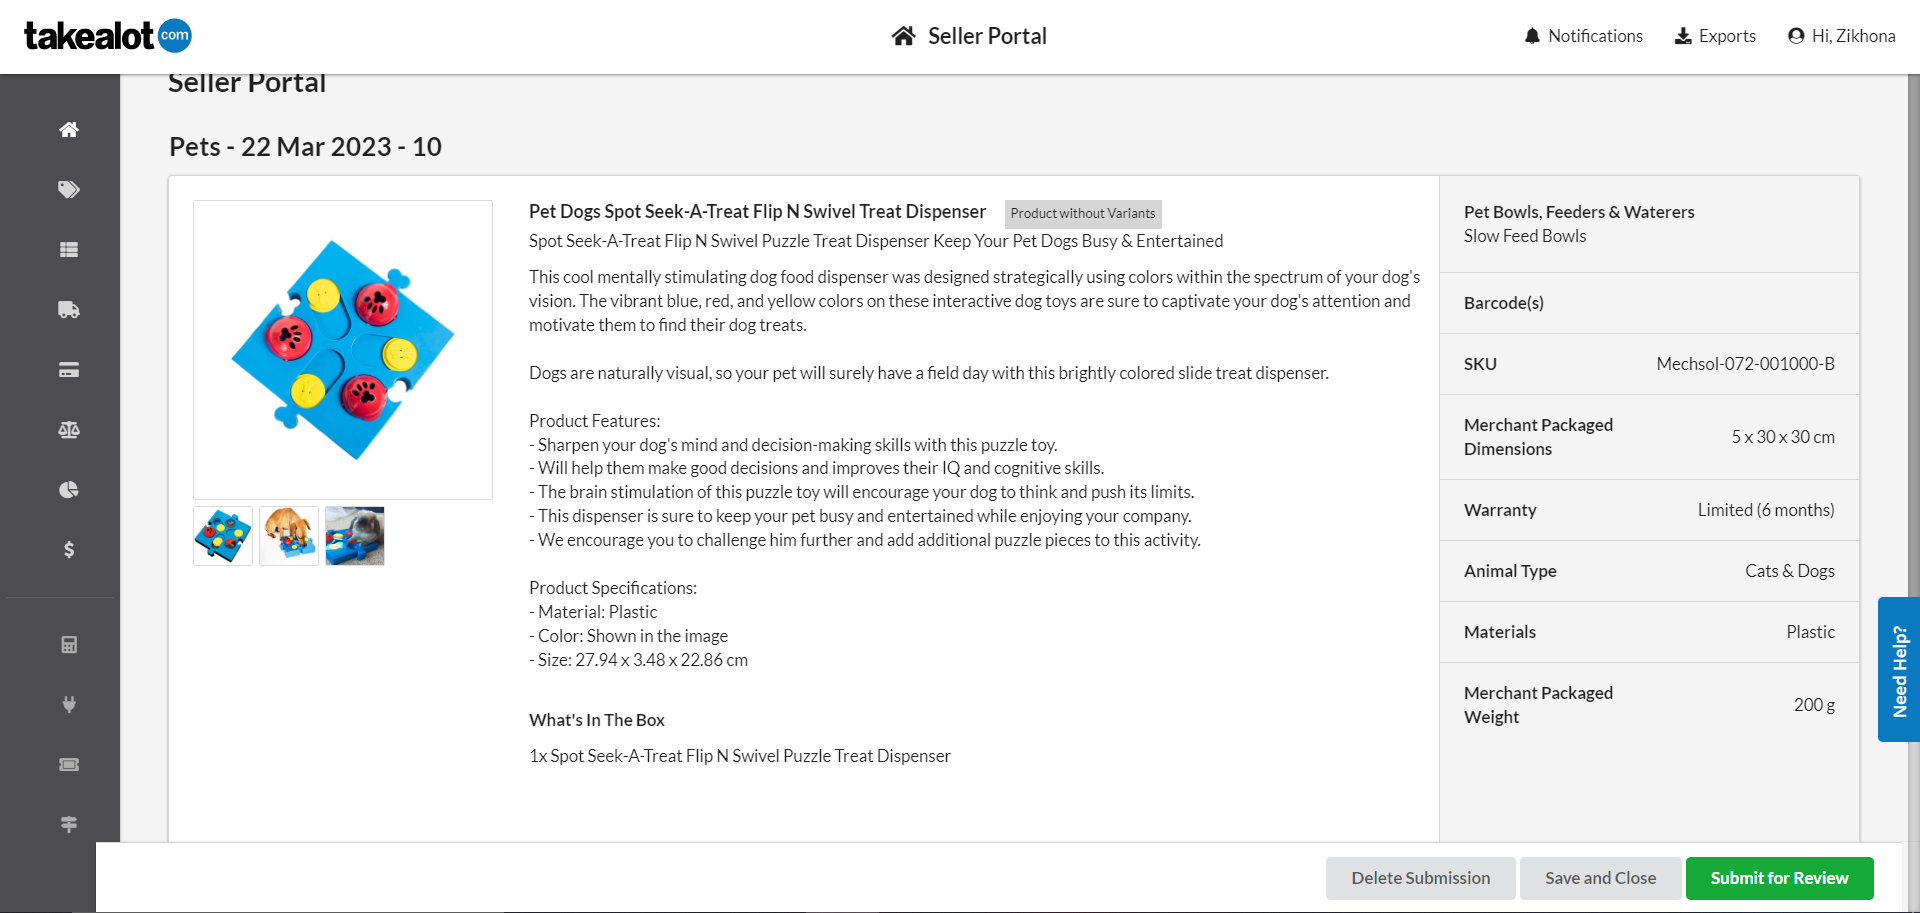 takealot com
Seller Portal
Notifications
Exports
Hi, Zikhona
Seller Portal
Pets - 22 Mar 2023 - 10
Pet Dogs Spot Seek-A-Treat Flip N Swivel Treat Dispenser
Product without Variants
Spot Seek-A-Treat Flip N Swivel Puzzle Treat Dispenser Keep Your Pet Dogs Busy & Entertained
This cool mentally stimulating dog food dispenser was designed strategically using colors within the spectrum of your dog's
vision. The vibrant blue, red, and yellow colors on these interactive dog toys are sure to captivate your dog's attention and
motivate them to find their dog treats.
Dogs are naturally visual, so your pet will surely have a field day with this brightly colored slide treat dispenser.
Product Features:
- Sharpen your dog's mind and decision-making skills with this puzzle toy.
- Will help them make good decisions and improves their IQ and cognitive skills.
- The brain stimulation of this puzzle toy will encourage your dog to think and push its limits.
- This dispenser is sure to keep your pet busy and entertained while enjoying your company.
- We encourage you to challenge him further and add additional puzzle pieces to this activity.
Product Specifications:
- Material: Plastic
- Color: Shown in the image
- Size: 27.94 x 3.48 x 22.86 cm
What's In The Box
1x Spot Seek-A-Treat Flip N Swivel Puzzle Treat Dispenser
Pet Bowls, Feeders & Waterers
Slow Feed Bowls
Barcode(s)
SKU Mechsol-072-001000-B
Merchant Packaged
Dimensions
5 x 30 x 30 cm
Warranty Limited (6 months)
Animal Type Cats & Dogs
Materials Plastic
Merchant Packaged
Weight
200 g
Need Help?
Delete Submission
Save and Close
Submit for Review